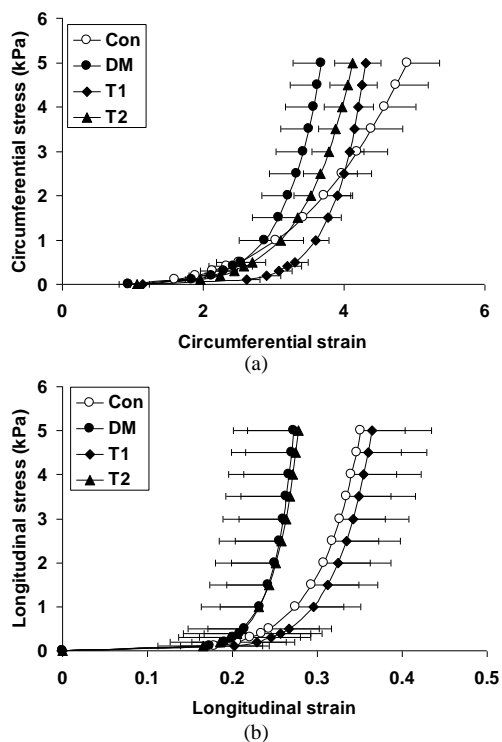 6
5
4
3
2
1
0
Circumferential stress (kPa)
Con
DM
T1
T2
0 2 4 6
Circumferential strain
(a)
6
5
4
3
2
1
0
Longitudinal stress (kPa)
Con
DM
T1
T2
0 0.1 0.2 0.3 0.4 0.5
Longitudinal strain
(b)